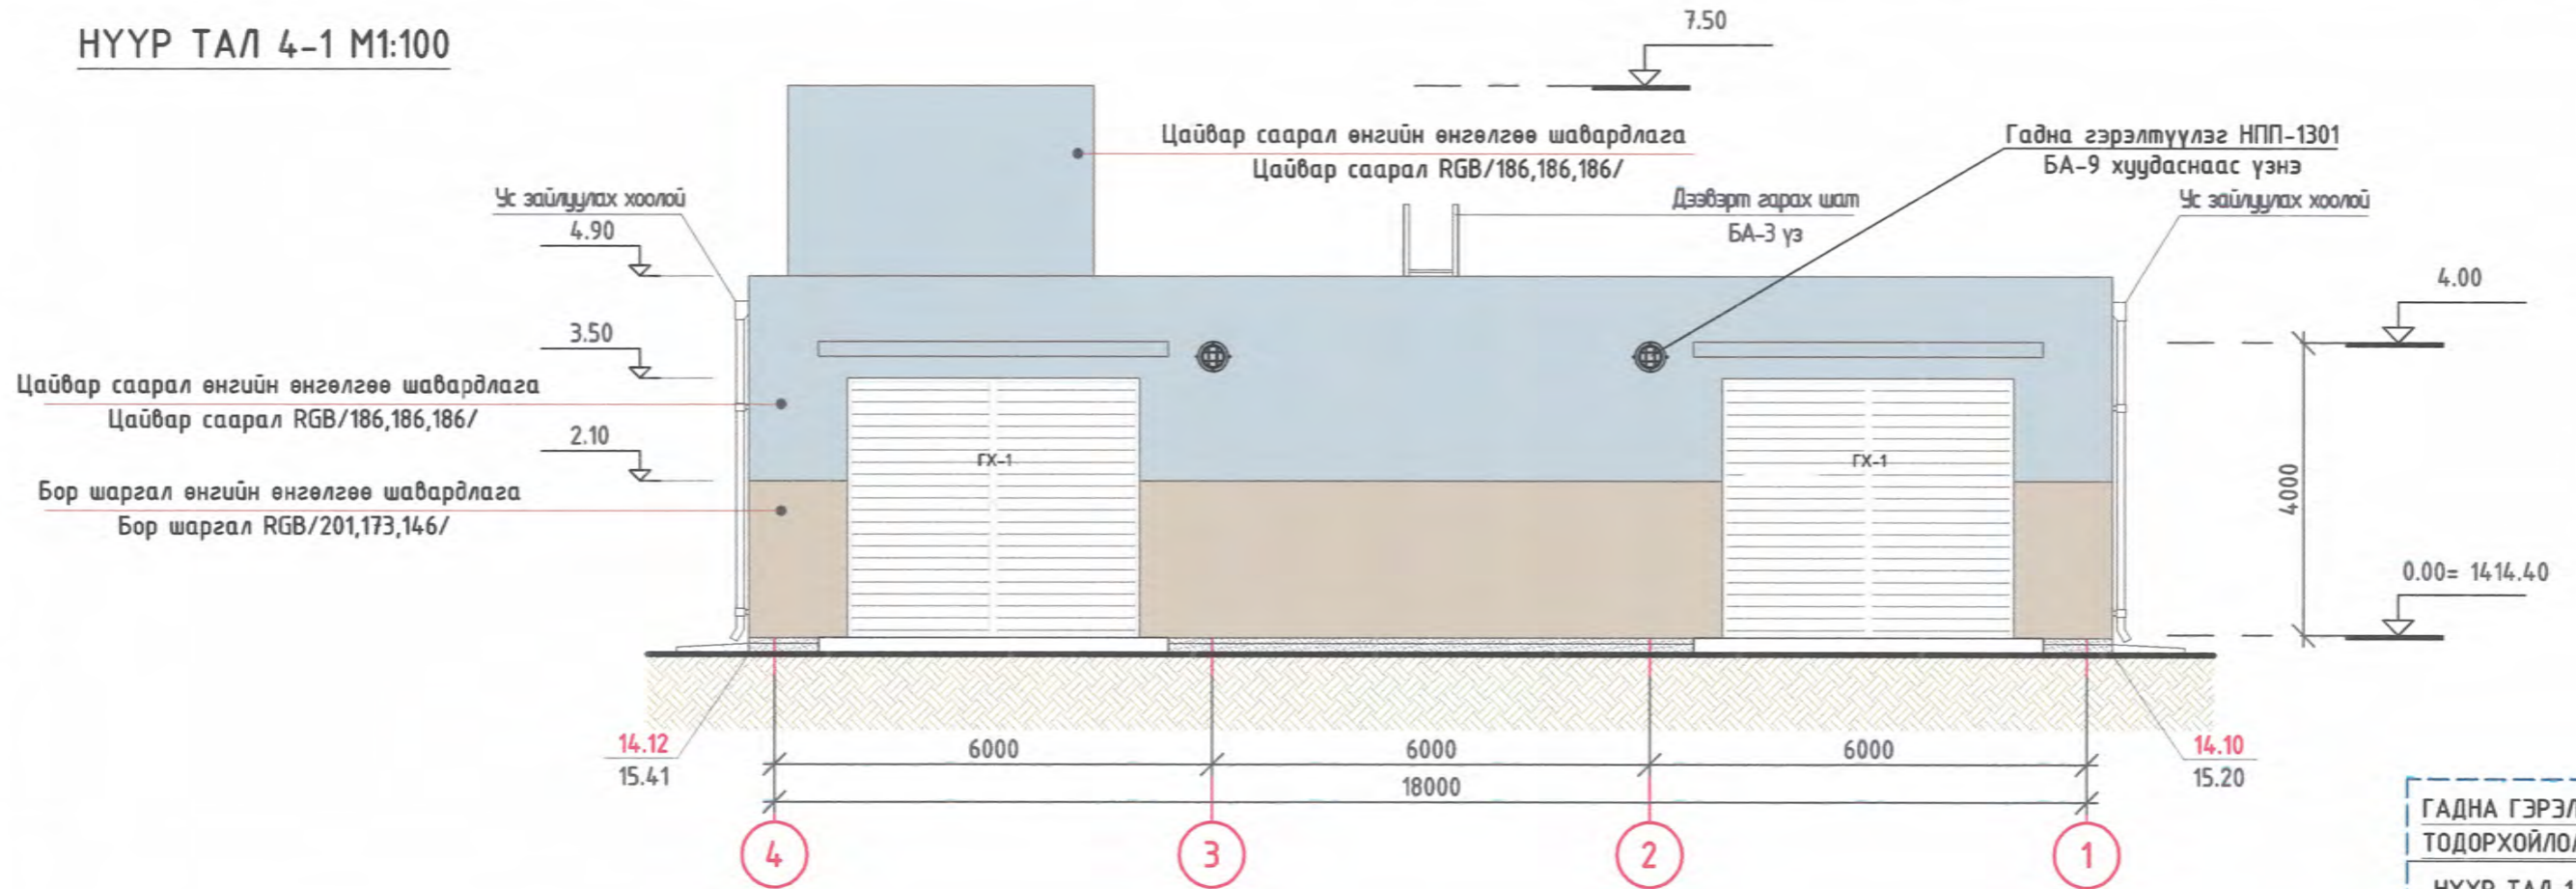 НҮҮР ТАЛ 4-1 М1:100
7.50
Цайвар саарал өнгийн өнгөлгөө шавардлага
Цайвар саарал RGB/186,186,186/
Гадна гэрэлтүүлэг НПП-1301
БА-9 хуудаснаас үзнэ
Ус зайлуулах хоолой
Дээвэрт гарах шат
БА-3 үз
Ус зайлуулах хоолой
4.90
4.00
3.50
Цайвар саарал өнгийн өнгөлгөө шавардлага
Цайвар саарал RGB/186,186,186/
2.10
ГХ-1
ГХ-1
4000
Бор шаргал өнгийн өнгөлгөө шавардлага
Бор шаргал RGB/201,173,146/
0.00= 1414.40
14.12
15.41
6000
6000
6000
14.10
15.20
18000
4
3
2
1
ГАДНА ГЭРЭЛ
ТОДОРХОЙЛОЛ
НҮҮР ТАЛ 1